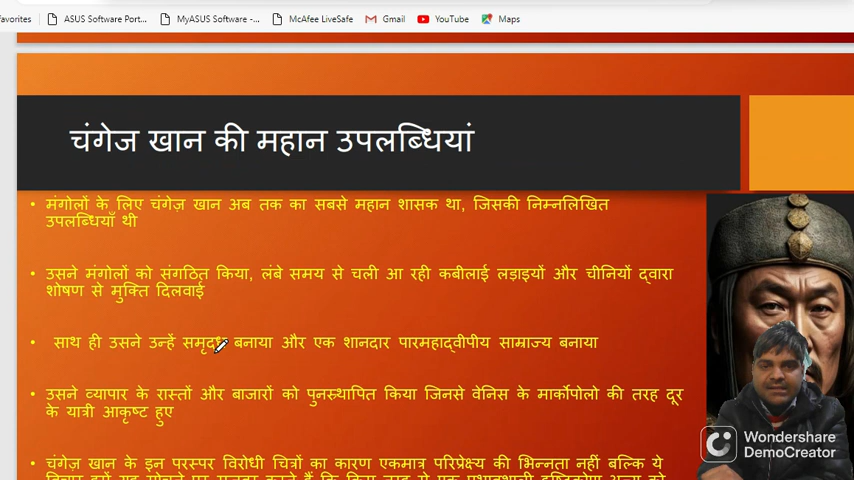 avorites
ASUS Software Port...
MyASUS Software -...
McAfee LiveSafe
Gmail
YouTube
Maps
चंगेज खान की महान उपलब्धियां
• मंगोलों के लिए चंगेज़ खान अब तक का सबसे महान शासक था, जिसकी निम्नलिखित
उपलब्धियाँ थी
• उसने मंगोलों को संगठित किया, लंबे समय से चली आ रही कबीलाई लड़ाइयों और चीनियों द्वारा
शोषण से मुक्ति दिलवाई
• साथ ही उसने उन्हें समृद्ध बनाया और एक शानदार पारमहाद्वीपीय साम्राज्य बनाया
• उसने व्यापार के रास्तों और बाजारों को पुनर्स्थापित किया जिनसे वेनिस के मार्कोपोलो की तरह दूर
के यात्री आकृष्ट हुए
• चंगेज़ खान के इन परस्पर विरोधी चित्रों का कारण एकमात्र परिप्रेक्ष्य की भिन्नता नहीं बल्कि ये
Wondershare
DemoCreator